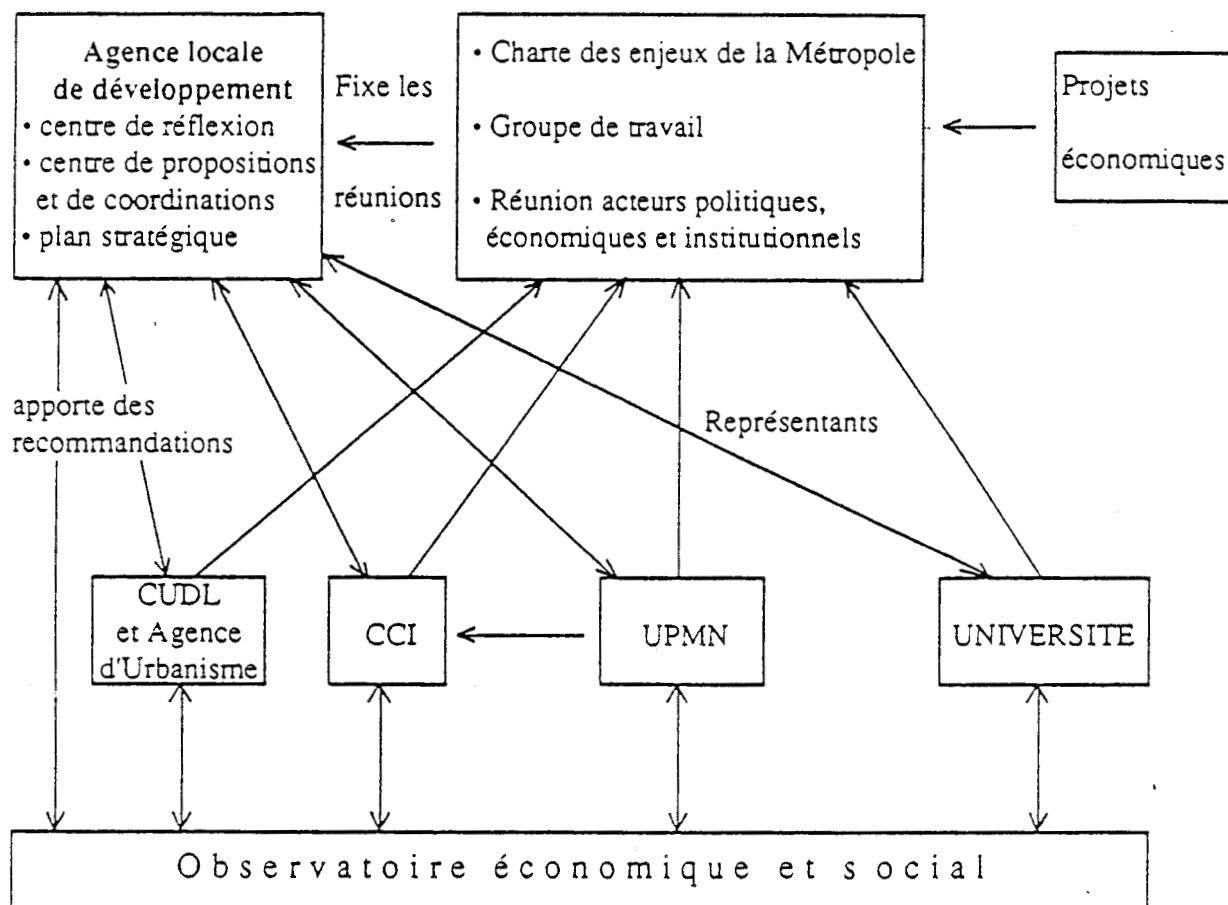 Agence locale
de développement
• centre de réflexion
• centre de propositions
et de coordinations
• plan stratégique
Fixe les
réunions
• Charte des enjeux de la Métropole
• Groupe de travail
• Réunion acteurs politiques,
économiques et institutionnels
Projets
économiques
apporte des
recommandations
Représentants
CUDL
et Agence
d'Urbanisme
CCI
UPMN
UNIVERSITE
Observatoire économique et social